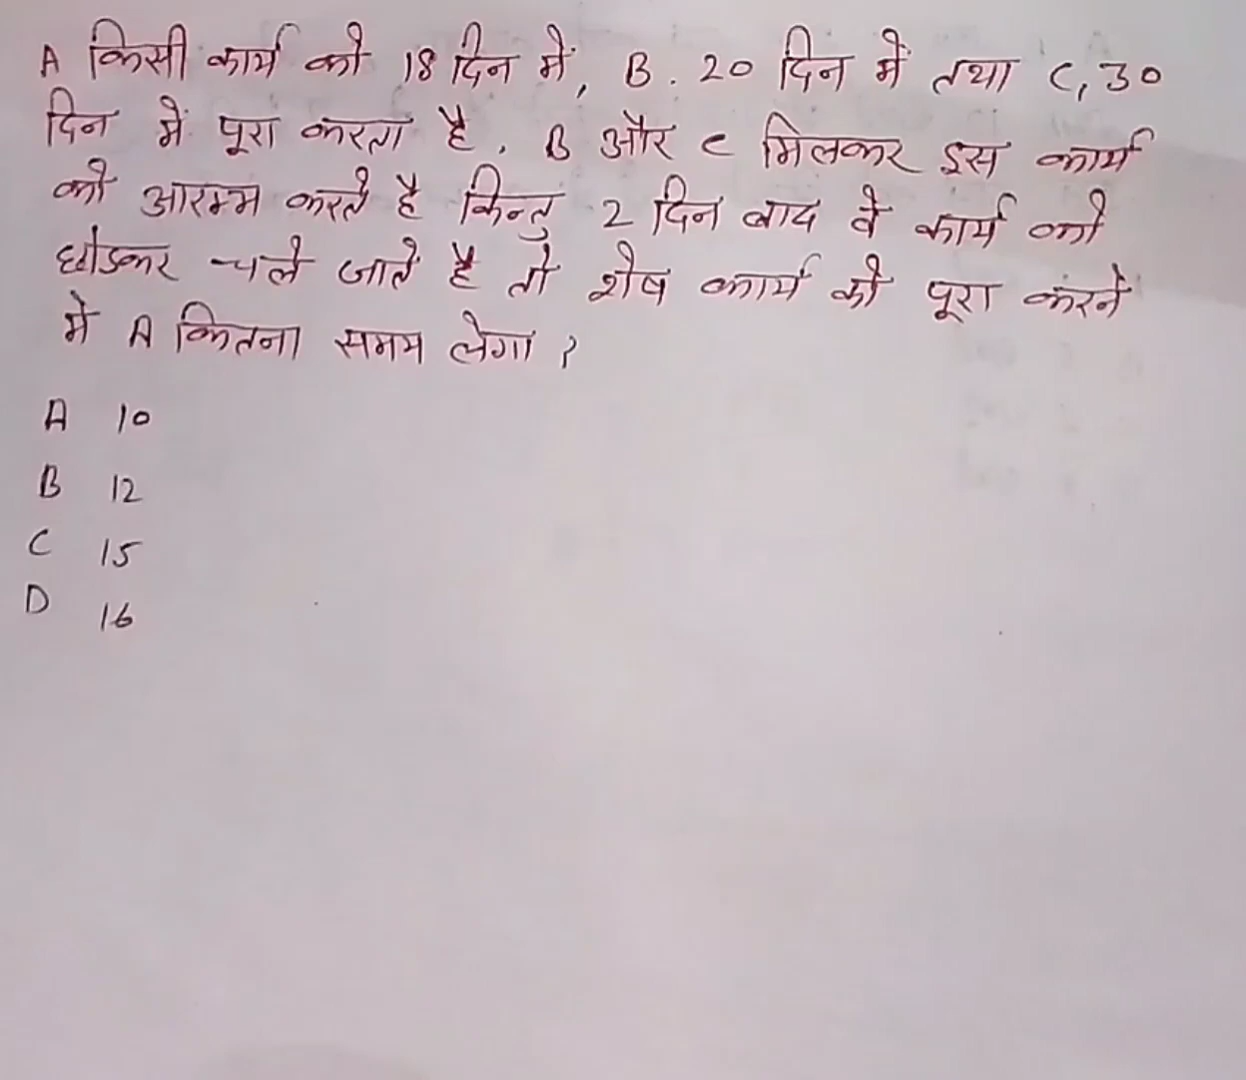 A किसी कार्य को 18 दिन में, B. 20 दिन में तथा C, 30
दिन में पूरा करता है. B और C मिलकर इस कार्य
को आरम्भ करते है किन्तु 2 दिन बाद वे कार्य को
छोडकर चले जाते है तो शेष कार्य को पूरा करने
मे A कितना समय लेगा ?
A 10
B 12
C 15
D 16